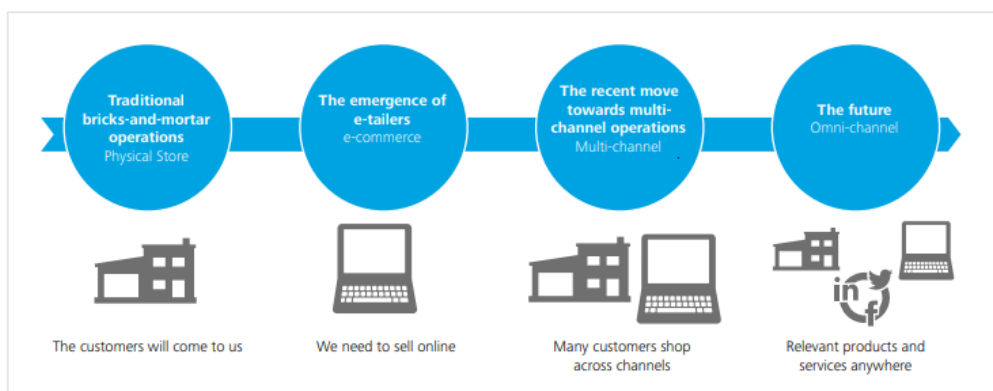 Traditional
bricks-and-mortar
operations
Physical Store
The emergence of
e-tailers
e-commerce
The recent move
towards multi-
channel operations
Multi-channel
The future
Omni-channel
in
f
The customers will come to us
We need to sell online
Many customers shop
across channels
Relevant products and
services anywhere